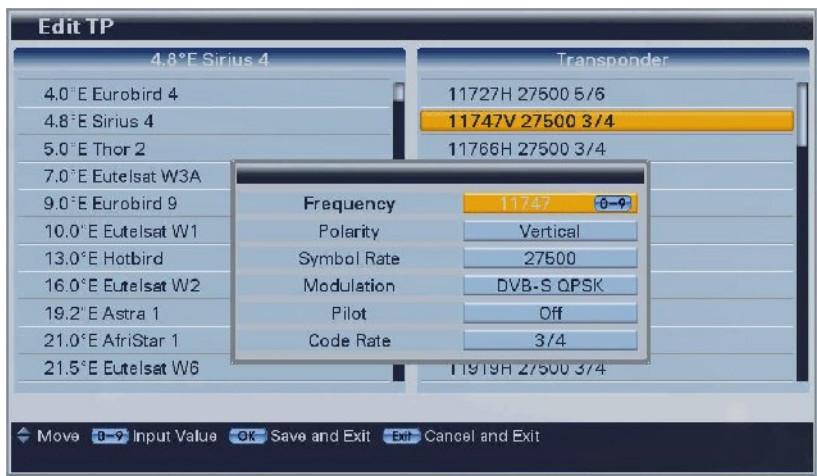 Edit TP
4.8°E Sirius 4
Transponder
4.0°E Eurobird 4
4.8°E Sirius 4
5.0°E Thor 2
7.0°E Eutelsat W3A
9.0°E Eurobird 9
10.0°E Eutelsat W1
13.0°E Hotbird
16.0°E Eutelsat W2
19.2°E Astra 1
21.0°E AfriStar 1
21.5°E Eutelsat W6
11727H 27500 5/6
11747V 27500 3/4
11766H 27500 3/4
11919H 27500 3/4
Frequency 11747 0-9
Polarity Vertical
Symbol Rate 27500
Modulation DVB-S QPSK
Pilot Off
Code Rate 3/4
Move 0-9 Input Value OK Save and Exit Exit Cancel and Exit